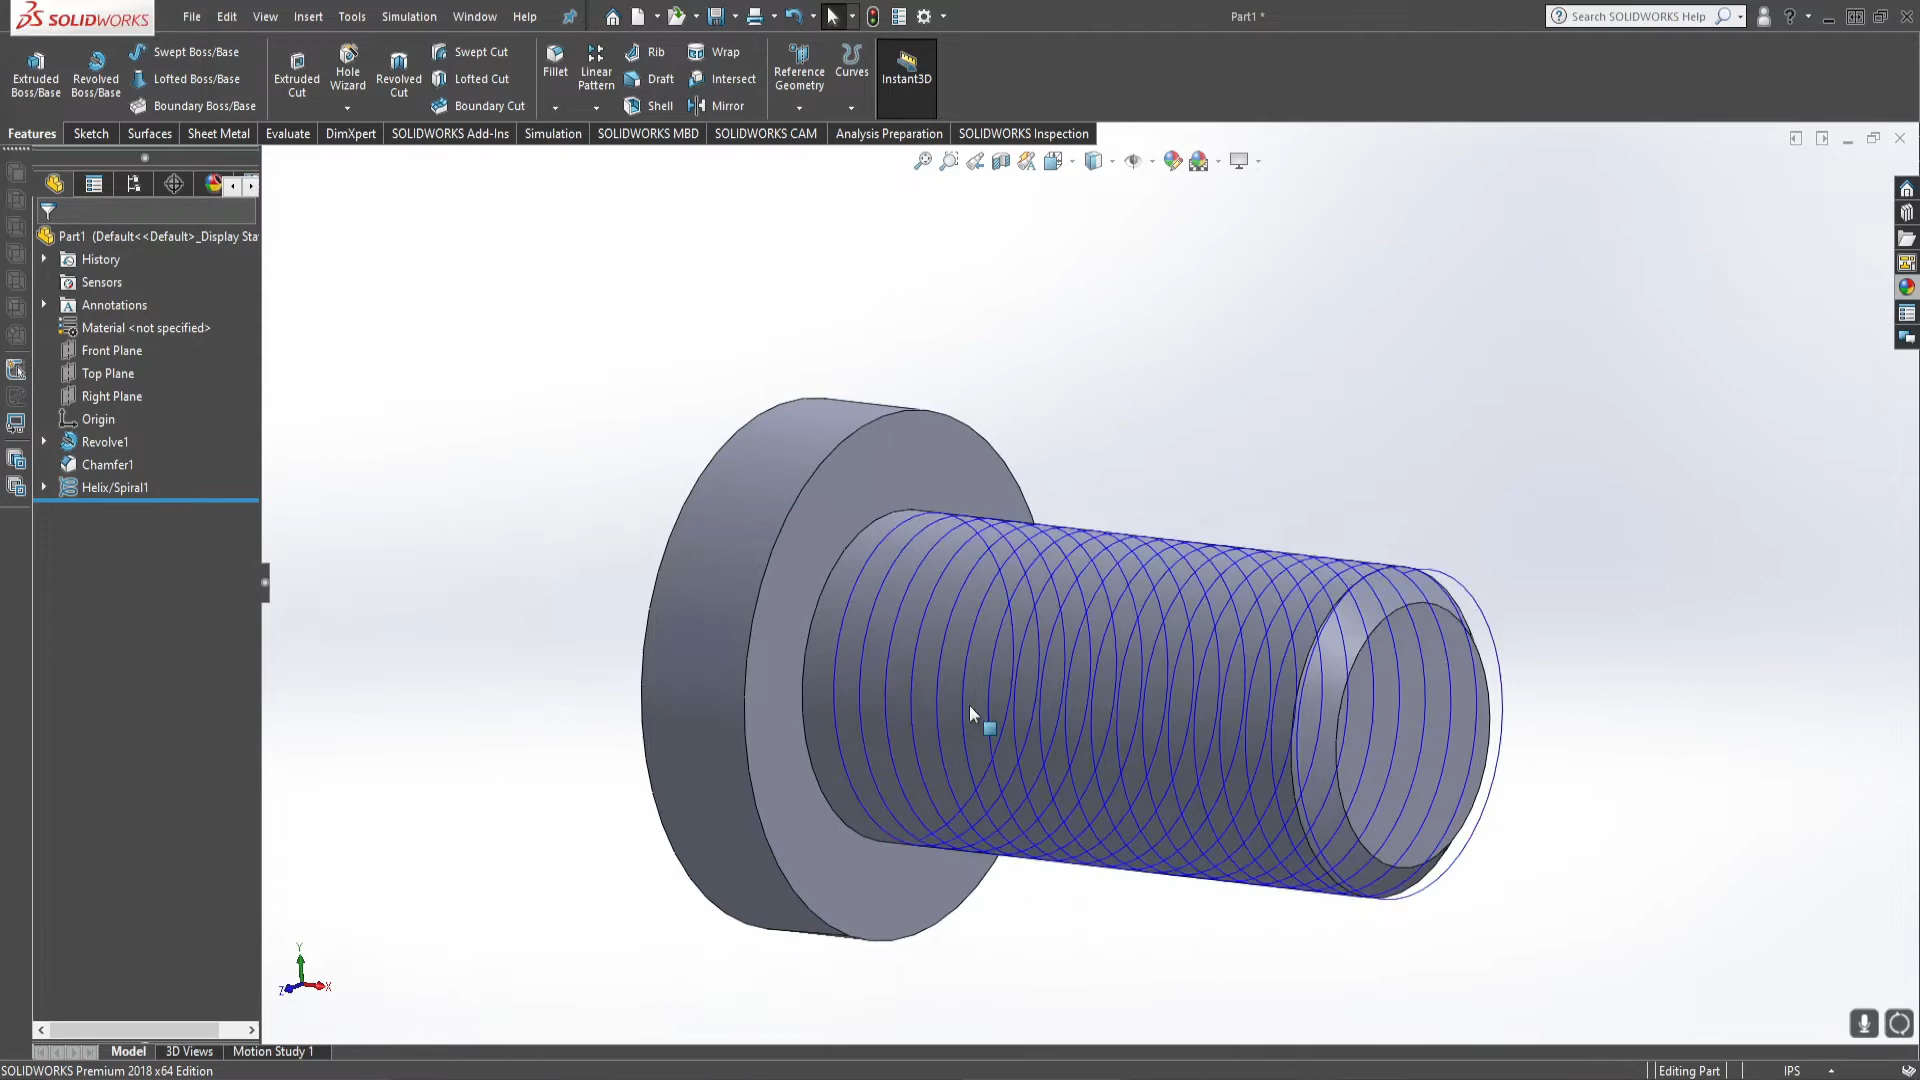 SOLIDWORKS File Edit View Insert Tools Simulation Window Help Part1 * Search SOLIDWORKS Help
Extruded Boss/Base
Revolved Boss/Base
Swept Boss/Base
Lofted Boss/Base
Boundary Boss/Base
Extruded Cut
Hole Wizard
Revolved Cut
Swept Cut
Lofted Cut
Boundary Cut
Fillet
Linear Pattern
Rib
Draft
Shell
Wrap
Intersect
Mirror
Reference Geometry
Curves
Instant3D
Features Sketch Surfaces Sheet Metal Evaluate DimXpert SOLIDWORKS Add-Ins Simulation SOLIDWORKS MBD SOLIDWORKS CAM Analysis Preparation SOLIDWORKS Inspection
Part1 (Default<<Default>_Display Sta
History
Sensors
A Annotations
Material <not specified>
Front Plane
Top Plane
Right Plane
Origin
Revolve1
Chamfer1
Helix/Spiral1
Y
Z X
Model 3D Views Motion Study 1
SOLIDWORKS Premium 2018 x64 Edition Editing Part IPS